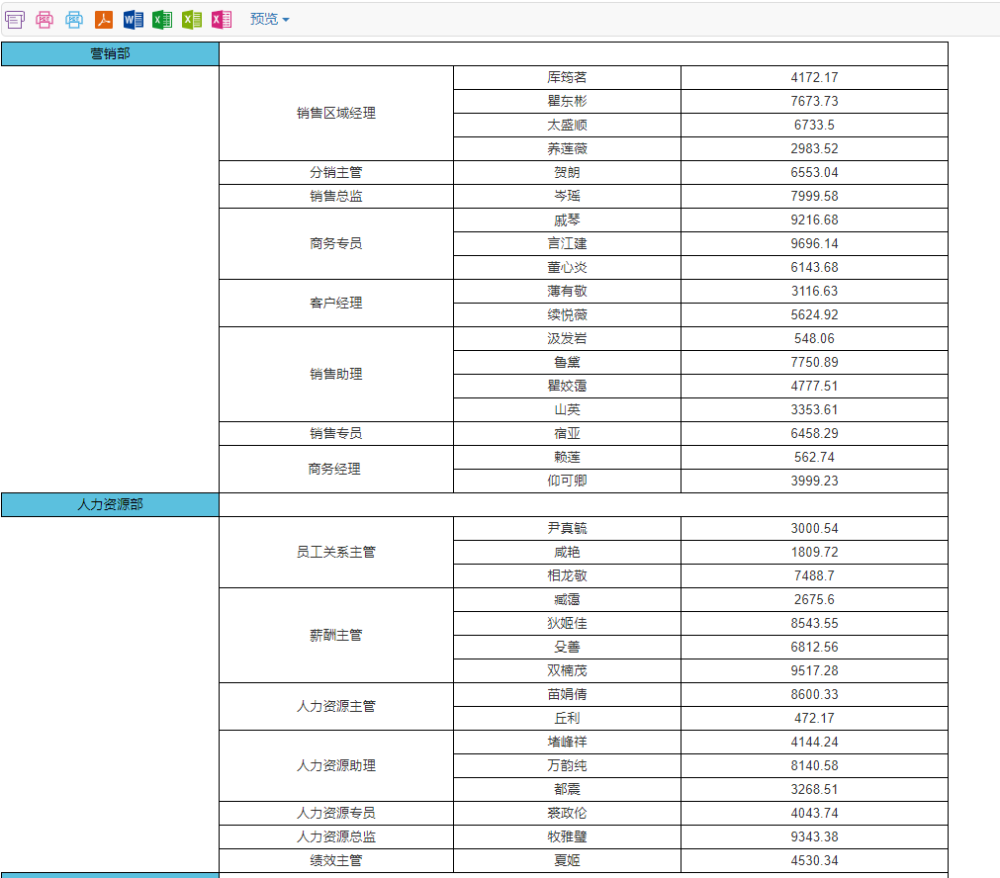 预览
营销部
销售区域经理 厍筠茗 4172.17
瞿东彬 7673.73
太盛顺 6733.5
养莲薇 2983.52
分销主管 贺朗 6553.04
销售总监 岑瑶 7999.58
商务专员 戚琴 9216.68
言江建 9696.14
董心炎 6143.68
客户经理 薄有敬 3116.63
续悦薇 5624.92
销售助理 汲发岩 548.06
鲁黛 7750.89
瞿姣霭 4777.51
山英 3353.61
销售专员 宿亚 6458.29
商务经理 赖莲 562.74
仰可卿 3999.23
人力资源部
员工关系主管 尹真毓 3000.54
咸艳 1809.72
相龙敬 7488.7
薪酬主管 臧霭 2675.6
狄姬佳 8543.55
殳善 6812.56
双楠茂 9517.28
人力资源主管 苗娟倩 8600.33
丘利 472.17
人力资源助理 堵峰祥 4144.24
万韵纯 8140.58
都震 3268.51
人力资源专员 裘政伦 4043.74
人力资源总监 牧雅璧 9343.38
绩效主管 夏姬 4530.34